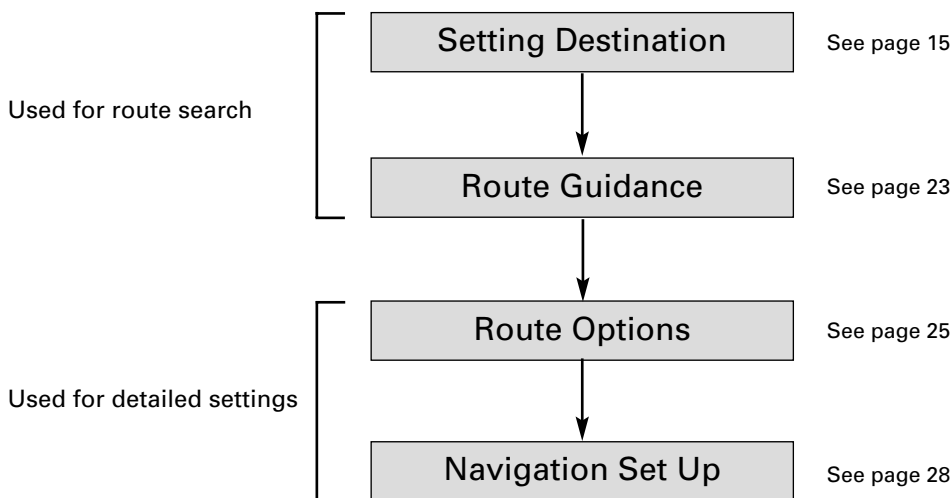 Setting Destination
See page 15
Used for route search
Route Guidance
See page 23
Route Options
See page 25
Used for detailed settings
Navigation Set Up
See page 28